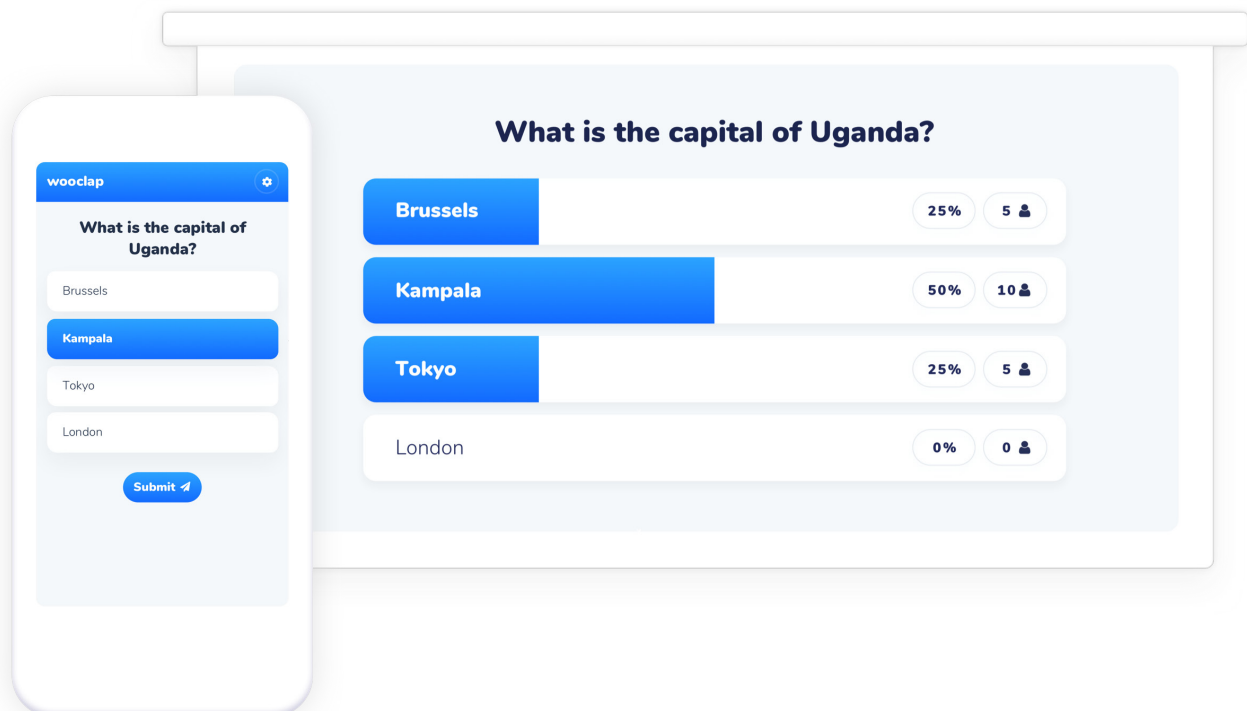 wooclap
What is the capital of
Uganda?
Brussels
Kampala
Tokyo
London
Submit
What is the capital of Uganda?
Brussels 25% 5
Kampala 50% 10
Tokyo 25% 5
London 0% 0